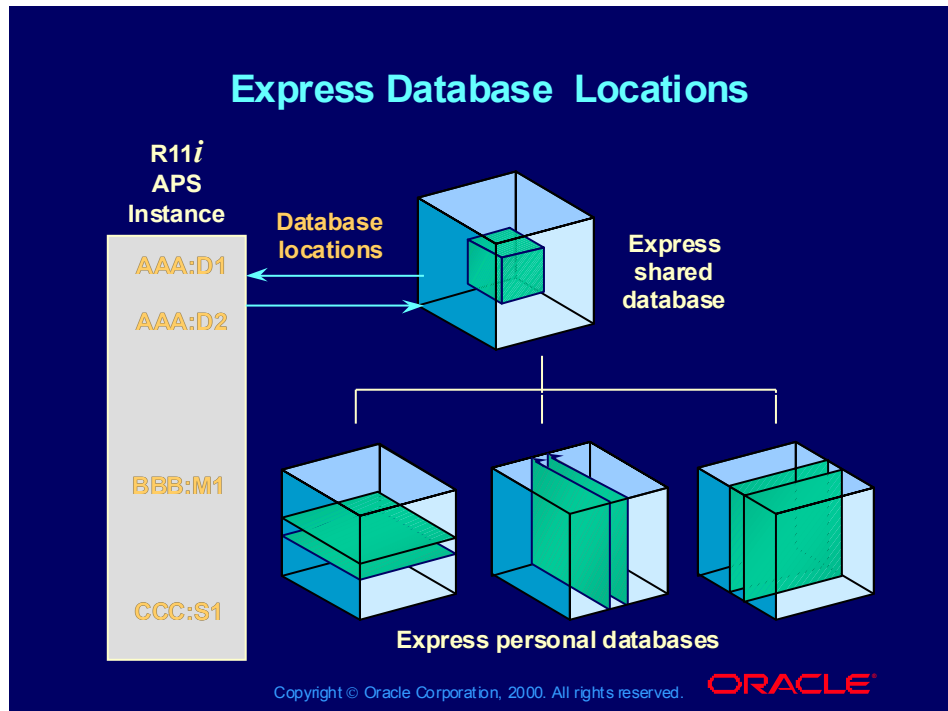 Express Database Locations
R11i
APS
Instance
Database
locations
AAA:D1
AAA:D2
BBB:M1
CCC:S1
Express
shared
database
Express personal databases
Copyright © Oracle Corporation, 2000. All rights reserved.
ORACLE®